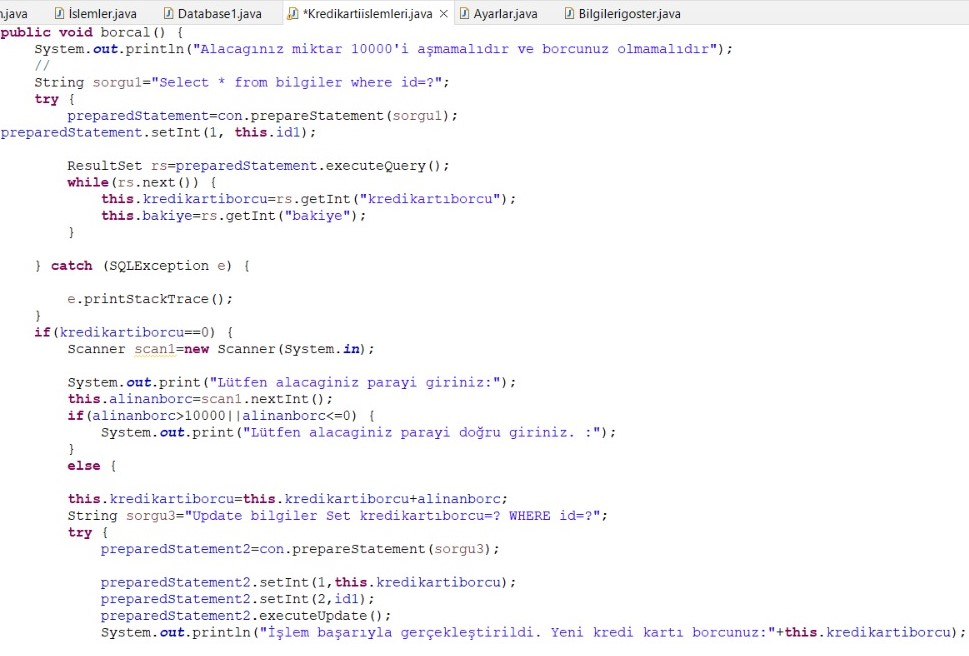 n.java İslemler.java Database1.java *Kredikartiislemleri.java Ayarlar.java Bilgilerigoster.java
public void borcal() {
System.out.println("Alacagınız miktar 10000'i aşmamalıdır ve borcunuz olmamalıdır");
//
String sorgu1="Select * from bilgiler where id=?";
try {
preparedStatement=con.prepareStatement(sorgu1);
preparedStatement.setInt(1, this.id1);
ResultSet rs=preparedStatement.executeQuery();
while(rs.next()) {
this.kredikartiborcu=rs.getInt("kredikartıborcu");
this.bakiye=rs.getInt("bakiye");
}
} catch (SQLException e) {
e.printStackTrace();
}
if(kredikartiborcu==0) {
Scanner scan1=new Scanner(System.in);
System.out.print("Lütfen alacaginiz parayi giriniz:");
this.alinanborc=scan1.nextInt();
if(alinanborc>10000||alinanborc<=0) {
System.out.print("Lütfen alacaginiz parayi doğru giriniz. :");
}
else {
this.kredikartiborcu=this.kredikartiborcu+alinanborc;
String sorgu3="Update bilgiler Set kredikartıborcu=? WHERE id=?";
try {
preparedStatement2=con.prepareStatement(sorgu3);
preparedStatement2.setInt(1,this.kredikartiborcu);
preparedStatement2.setInt(2,id1);
preparedStatement2.executeUpdate();
System.out.println("İşlem başarıyla gerçekleştirildi. Yeni kredi kartı borcunuz:"+this.kredikartiborcu);